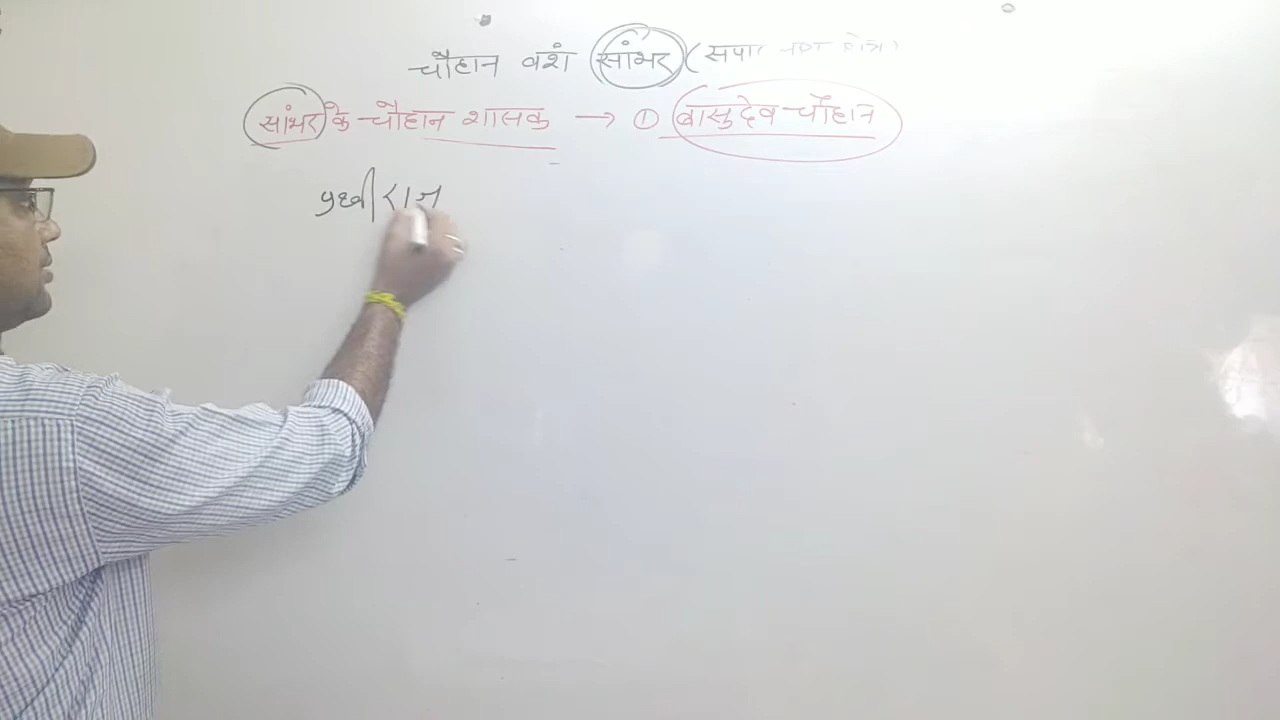 चौहान वंश सांभर (सपा
सांभर के चौहान शासक → ① बासुदेव चौहान
पृथ्वीराज